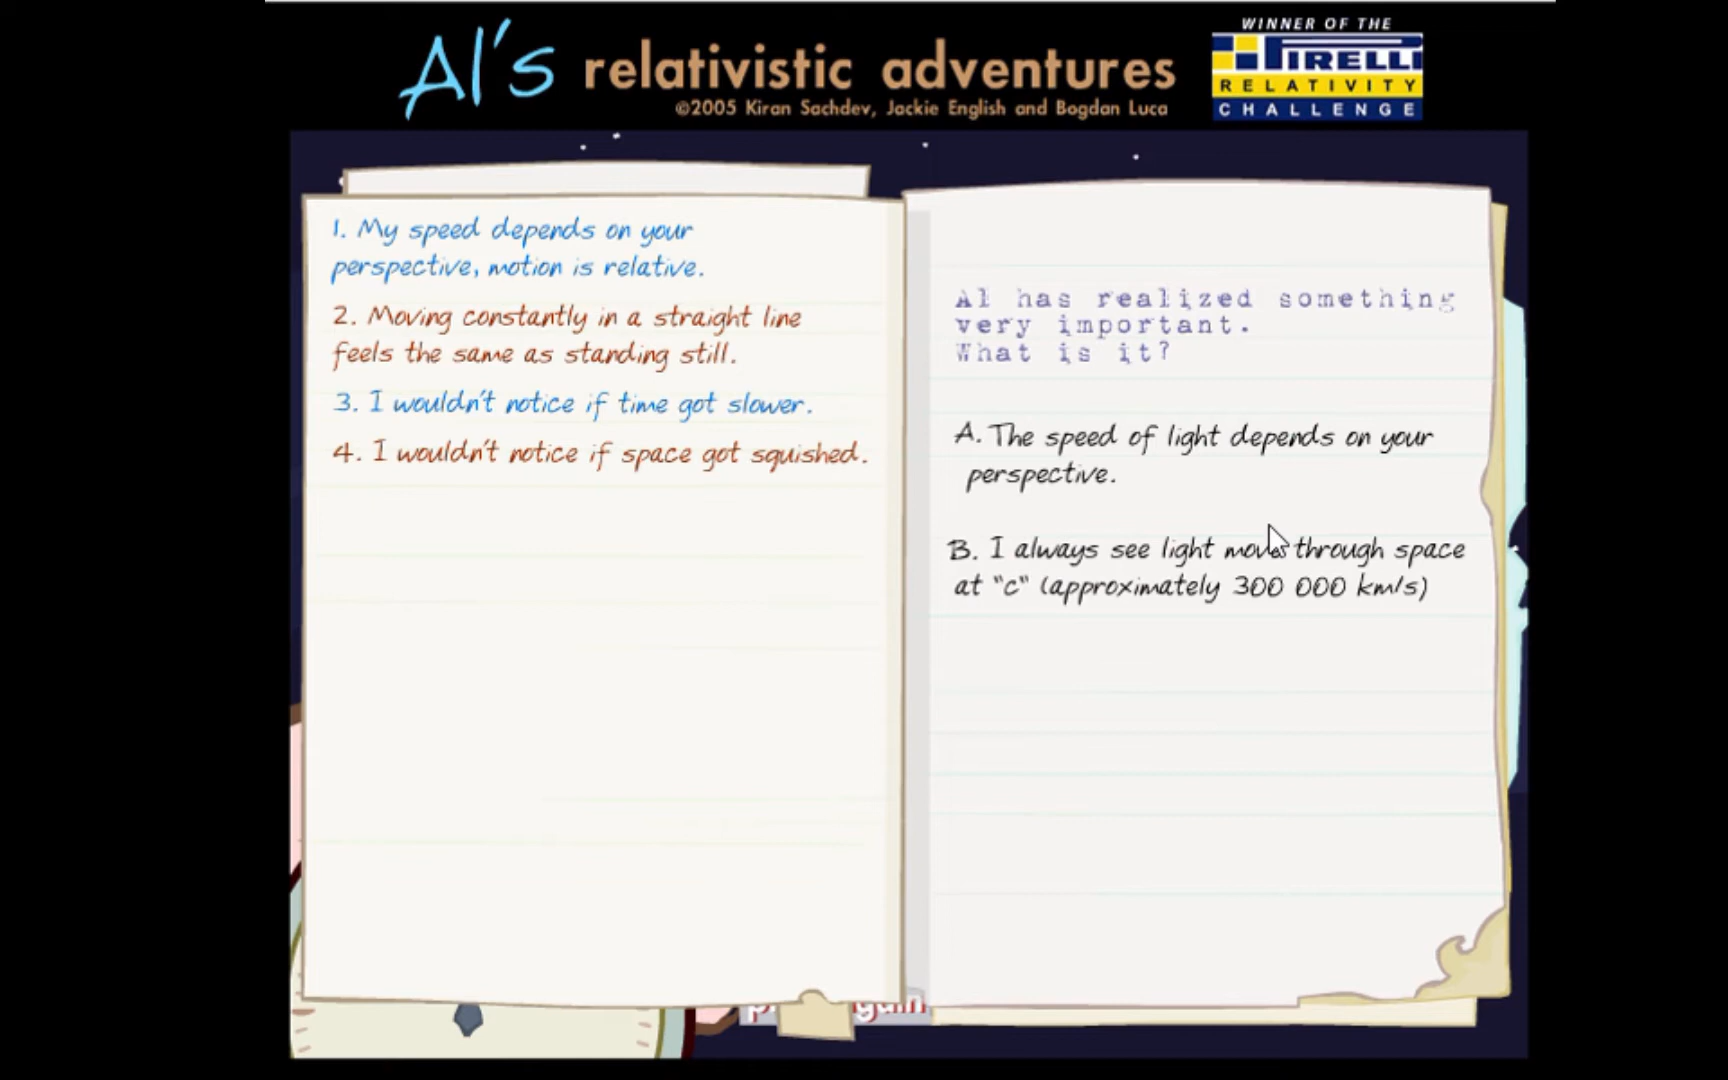 Al's relativistic adventures
©2005 Kiran Sachdev, Jackie English and Bogdan Luca
WINNER OF THE
PIRELLI
RELATIVITY
CHALLENGE
1. My speed depends on your
perspective, motion is relative.
2. Moving constantly in a straight line
feels the same as standing still.
3. I wouldn't notice if time got slower.
4. I wouldn't notice if space got squished.
Al has realized something
very important.
What is it?
A. The speed of light depends on your
perspective.
B. I always see light moves through space
at "c" (approximately 300 000 km/s)